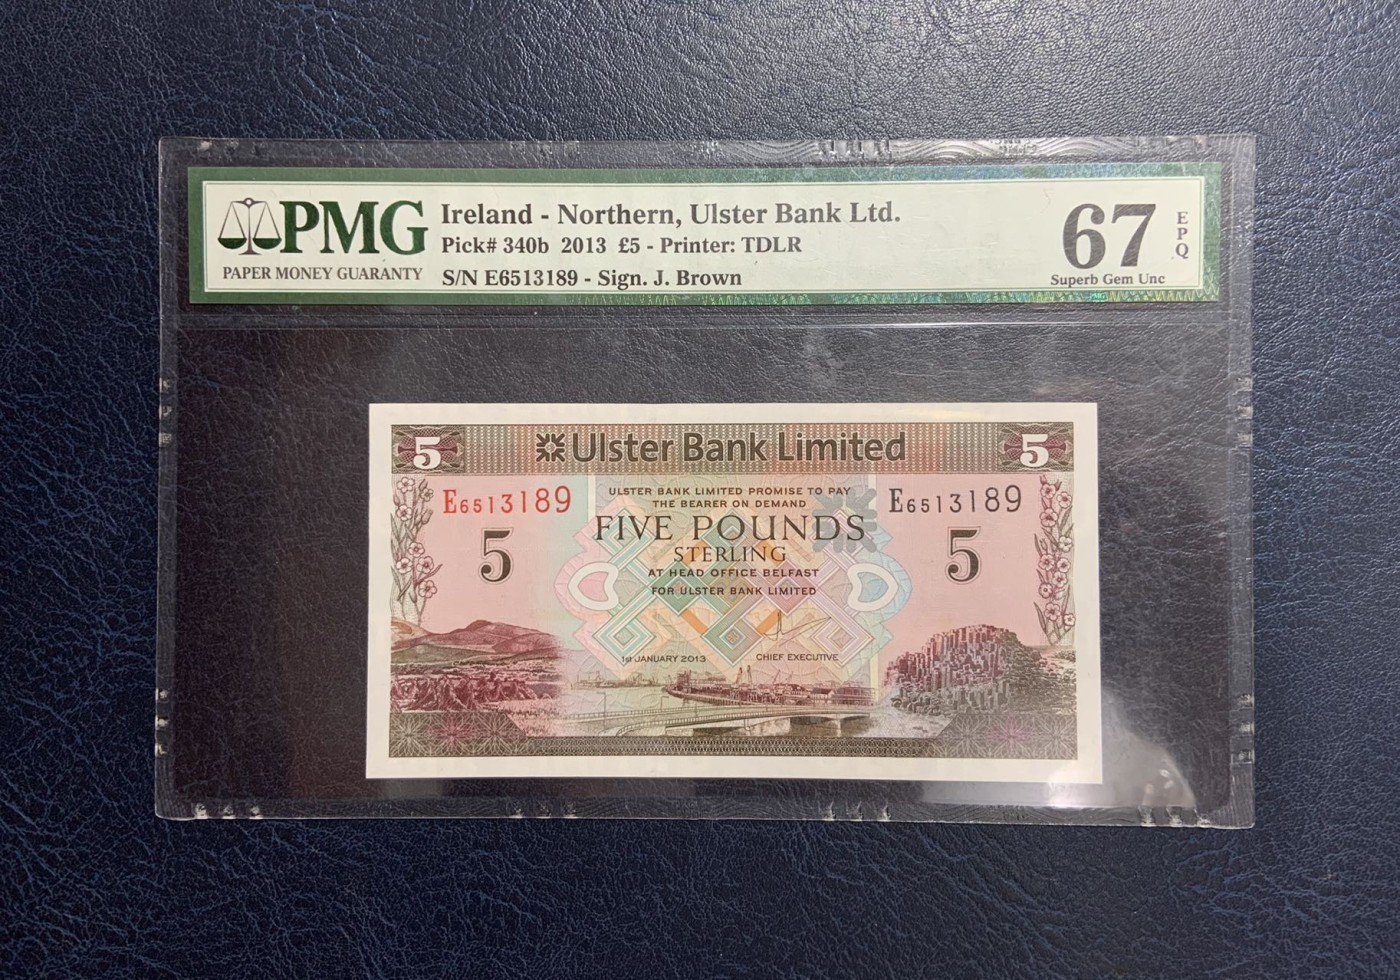 PMG
PAPER MONEY GUARANTY
Ireland - Northern, Ulster Bank Ltd.
Pick# 340b 2013 £5 - Printer: TDLR
S/N E6513189 - Sign. J. Brown
67
EPQ
Superb Gem Unc
5
Ulster Bank Limited
5
E6513189
ULSTER BANK LIMITED PROMISE TO PAY
THE BEARER ON DEMAND
E6513189
5
FIVE POUNDS
STERLING
5
AT HEAD OFFICE BELFAST
FOR ULSTER BANK LIMITED
1st JANUARY 2013
CHIEF EXECUTIVE